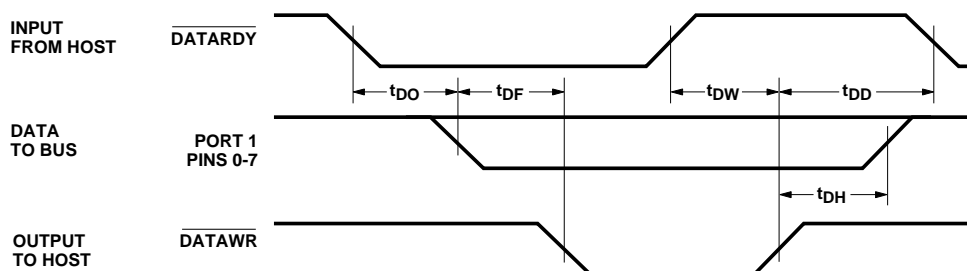 INPUT
FROM HOST
DATARDY
tDO
tDF
tDW
tDD
DATA
TO BUS
PORT 1
PINS 0-7
tDH
OUTPUT
TO HOST
DATAWR